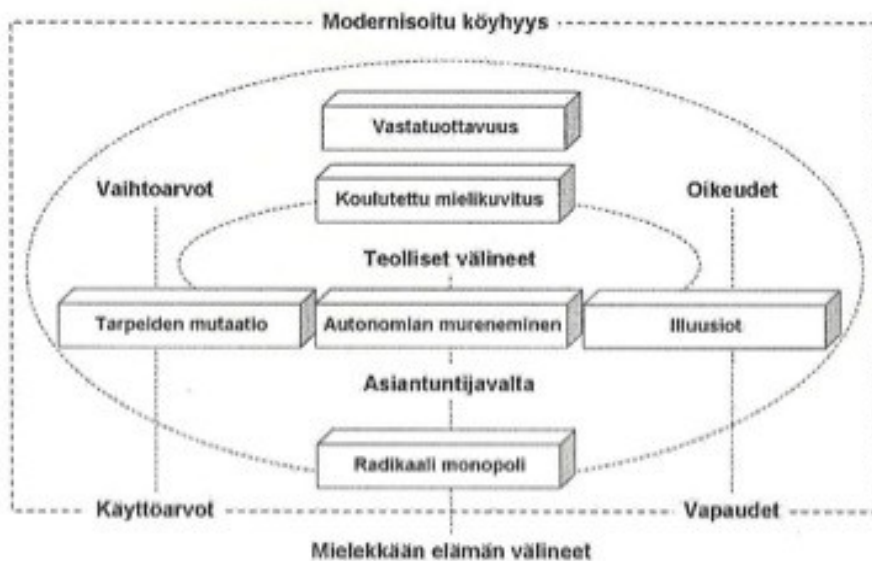 Modernisoitu köyhyys
Vastatuottavuus
Vaihtoarvot
Koulutettu mielikuvitus
Oikeudet
Teolliset välineet
Tarpeiden mutaatio
Autonomian mureneminen
Illuusiot
Asiantuntijavalta
Radikaali monopoli
Käyttöarvot
Vapaudet
Mielekkään elämän välineet